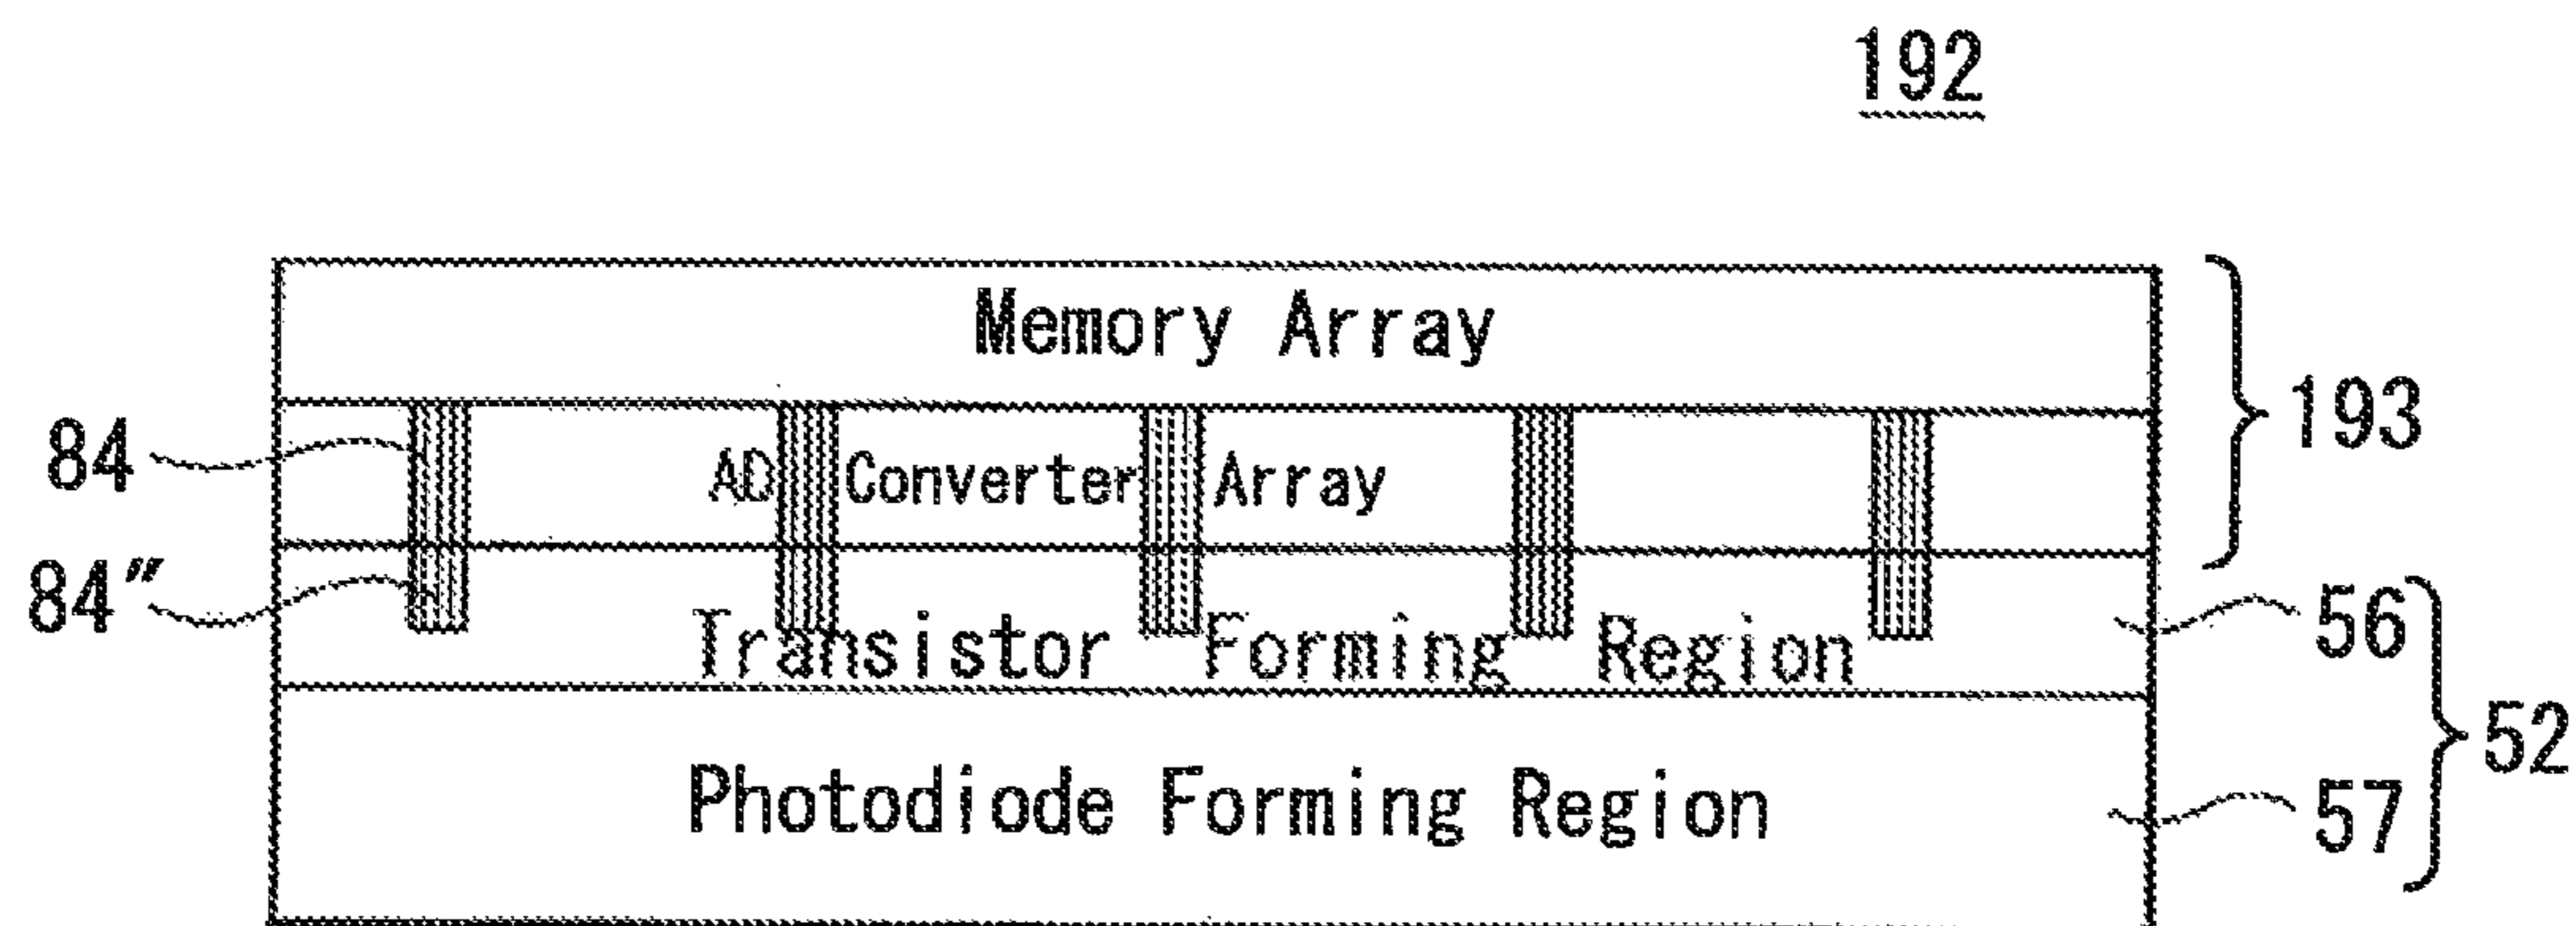 192
Memory Array
193
84
AD Converter Array
84″
56
Transistor Forming Region
52
Photodiode Forming Region
57